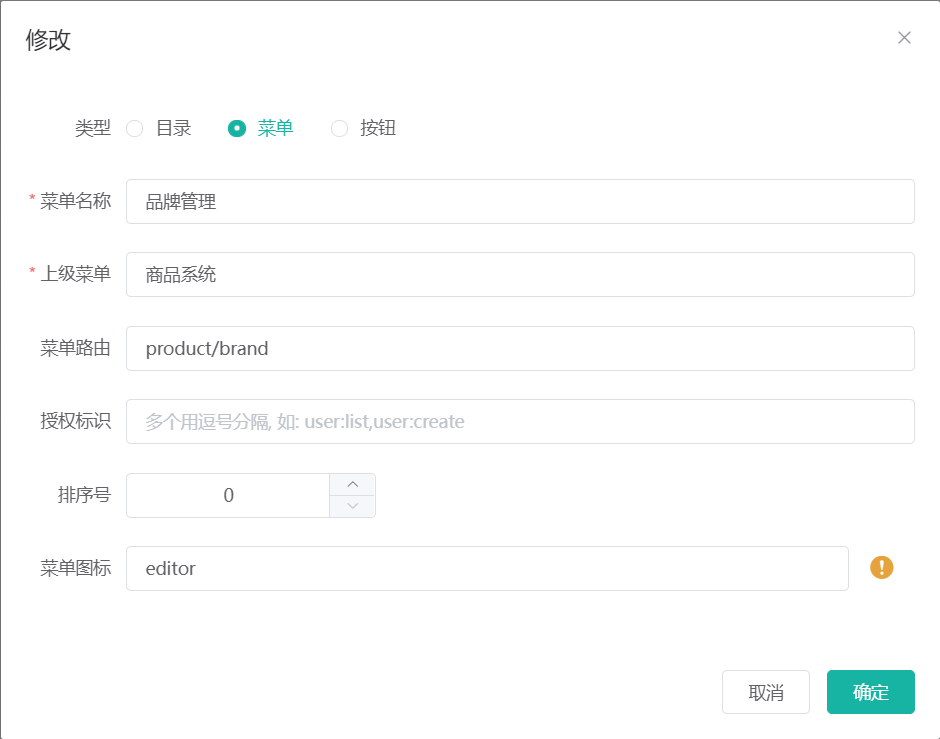 修改
类型 目录 菜单 按钮
* 菜单名称 品牌管理
* 上级菜单 商品系统
菜单路由 product/brand
授权标识 多个用逗号分隔, 如: user:list,user:create
排序号 0
菜单图标 editor
取消 确定